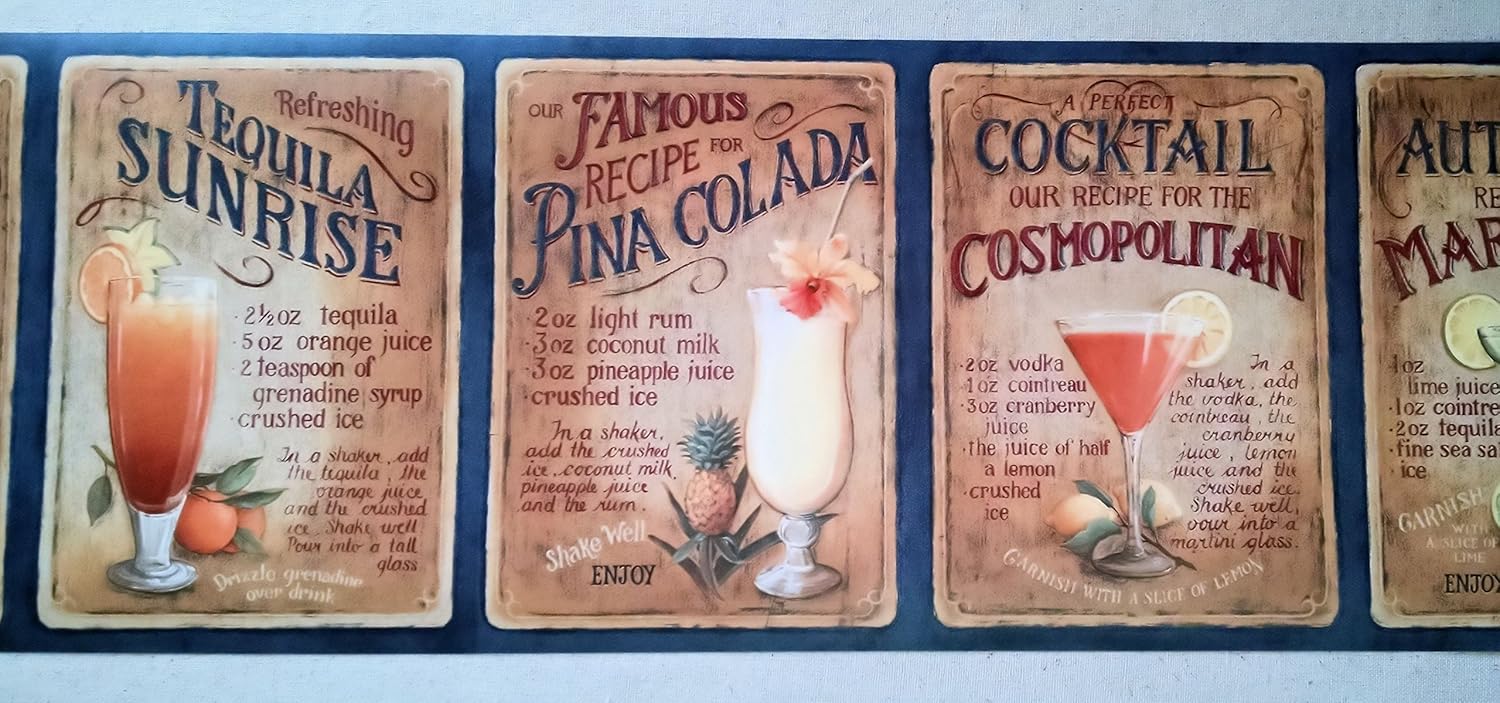 Refreshing
TEQUILA
SUNRISE
·2½oz tequila
·5oz orange juice
·2 teaspoon of
grenadine syrup
·crushed ice
In a shaker, add
the tequila, the
orange juice
and the crushed
ice. Shake well.
Pour into a tall
glass
Drizzle grenadine
over drink
OUR FAMOUS
RECIPE FOR
PINA COLADA
·2oz light rum
·3oz coconut milk
·3oz pineapple juice
·crushed ice
In a shaker,
add the crushed
ice, coconut milk,
pineapple juice
and the rum.
Shake Well
ENJOY
A PERFECT
COCKTAIL
OUR RECIPE FOR THE
COSMOPOLITAN
·2oz vodka
·1oz cointreau
·3oz cranberry
juice
·the juice of half
a lemon
·crushed
ice
In a
shaker, add
the vodka, the
cointreau, the
cranberry
juice, lemon
juice and the
crushed ice.
Shake well,
pour into a
martini glass.
GARNISH WITH A SLICE OF LEMON
AUT
RE
MAR
1oz
lime juice
·1oz cointre
·2oz tequila
·fine sea sa
ice
GARNISH
WITH
A SLICE OF
LIME
ENJOY